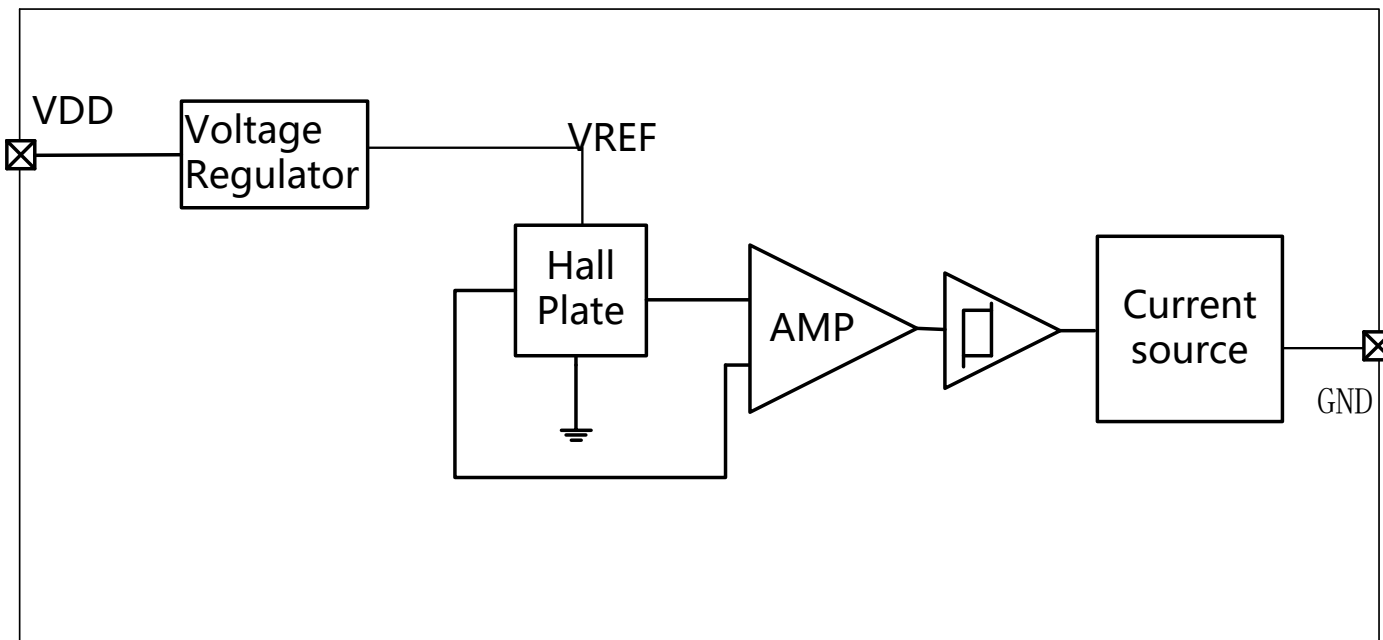 VDD
Voltage
Regulator
VREF
Hall
Plate
AMP
Current
source
GND